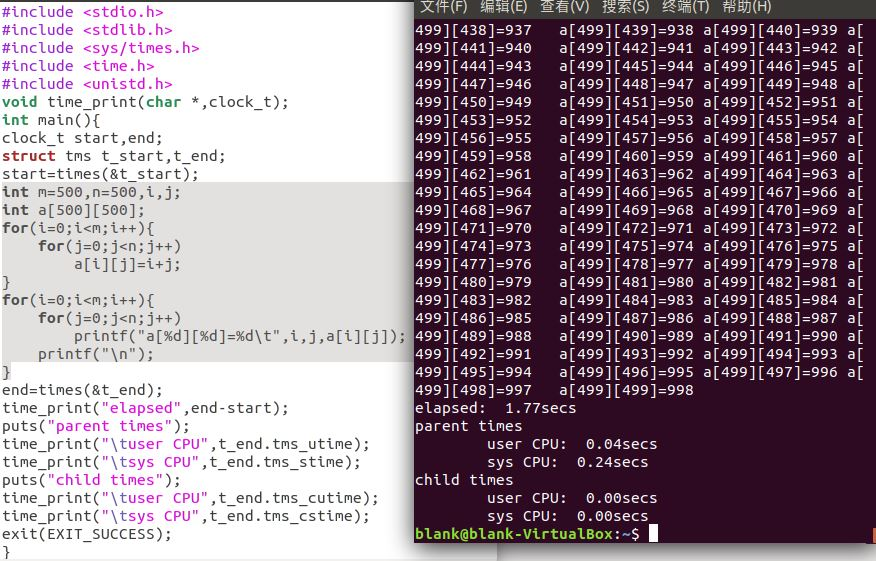 #include <stdio.h>
#include <stdlib.h>
#include <sys/times.h>
#include <time.h>
#include <unistd.h>
void time_print(char *,clock_t);
int main(){
clock_t start,end;
struct tms t_start,t_end;
start=times(&t_start);
int m=500,n=500,i,j;
int a[500][500];
for(i=0;i<m;i++){
    for(j=0;j<n;j++)
        a[i][j]=i+j;
}
for(i=0;i<m;i++){
    for(j=0;j<n;j++)
        printf("a[%d][%d]=%d\t",i,j,a[i][j]);
    printf("\n");
}
end=times(&t_end);
time_print("elapsed",end-start);
puts("parent times");
time_print("\tuser CPU",t_end.tms_utime);
time_print("\tsys CPU",t_end.tms_stime);
puts("child times");
time_print("\tuser CPU",t_end.tms_cutime);
time_print("\tsys CPU",t_end.tms_cstime);
exit(EXIT_SUCCESS);
}
文件(F) 编辑(E) 查看(V) 搜索(S) 终端(T) 帮助(H)
499][438]=937   a[499][439]=938 a[499][440]=939 a[
499][441]=940   a[499][442]=941 a[499][443]=942 a[
499][444]=943   a[499][445]=944 a[499][446]=945 a[
499][447]=946   a[499][448]=947 a[499][449]=948 a[
499][450]=949   a[499][451]=950 a[499][452]=951 a[
499][453]=952   a[499][454]=953 a[499][455]=954 a[
499][456]=955   a[499][457]=956 a[499][458]=957 a[
499][459]=958   a[499][460]=959 a[499][461]=960 a[
499][462]=961   a[499][463]=962 a[499][464]=963 a[
499][465]=964   a[499][466]=965 a[499][467]=966 a[
499][468]=967   a[499][469]=968 a[499][470]=969 a[
499][471]=970   a[499][472]=971 a[499][473]=972 a[
499][474]=973   a[499][475]=974 a[499][476]=975 a[
499][477]=976   a[499][478]=977 a[499][479]=978 a[
499][480]=979   a[499][481]=980 a[499][482]=981 a[
499][483]=982   a[499][484]=983 a[499][485]=984 a[
499][486]=985   a[499][487]=986 a[499][488]=987 a[
499][489]=988   a[499][490]=989 a[499][491]=990 a[
499][492]=991   a[499][493]=992 a[499][494]=993 a[
499][495]=994   a[499][496]=995 a[499][497]=996 a[
499][498]=997   a[499][499]=998
elapsed:  1.77secs
parent times
        user CPU:  0.04secs
        sys CPU:  0.24secs
child times
        user CPU:  0.00secs
        sys CPU:  0.00secs
blank@blank-VirtualBox:~$